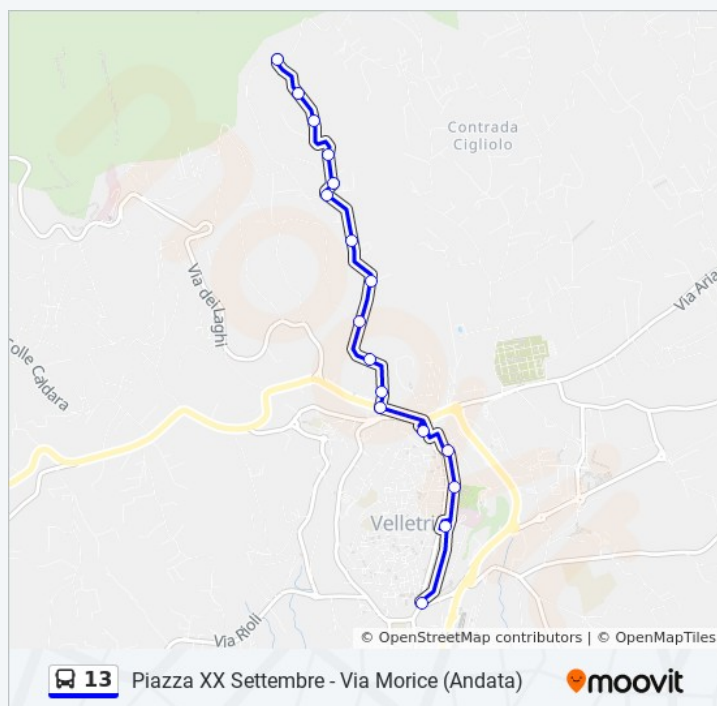 Contrada
Cigliolo
Via Aria
Via dei Laghi
Colle Caldara
Velletri
Via Rioli
© OpenStreetMap contributors | © OpenMapTiles
13 Piazza XX Settembre - Via Morice (Andata) moovit